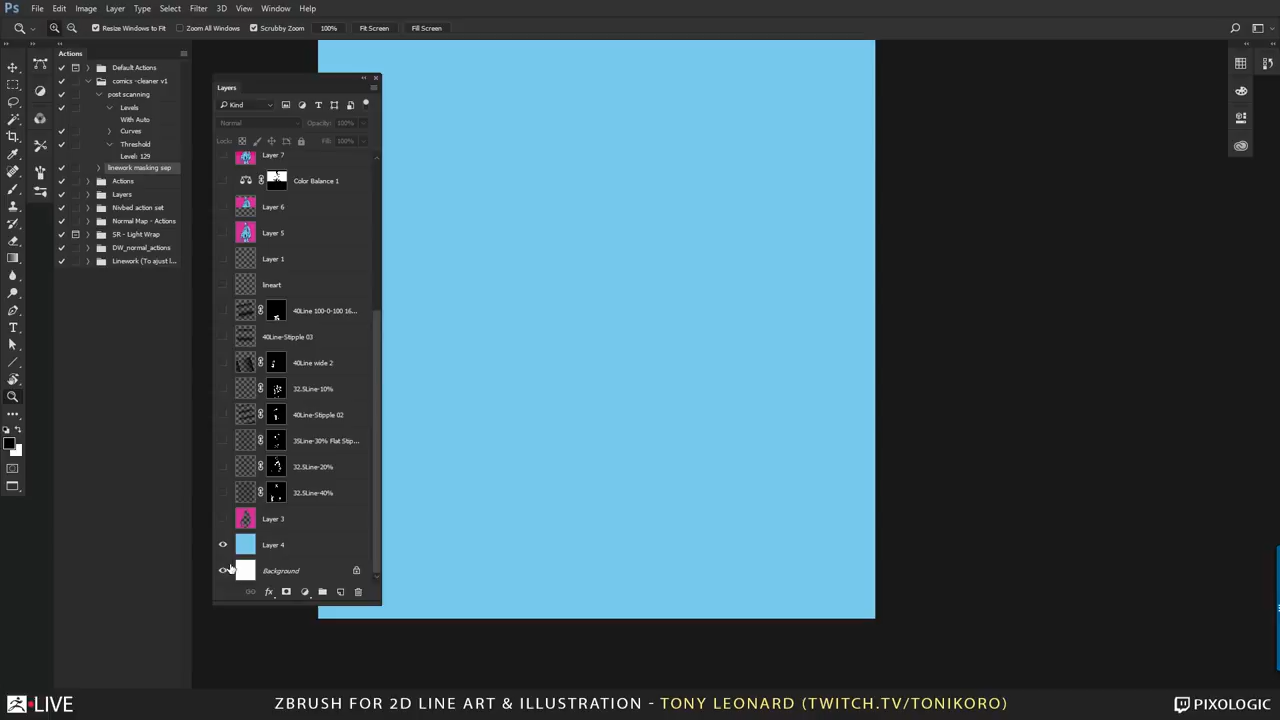 Ps File Edit Image Layer Type Select Filter 3D View Window Help
Resize Windows to Fit Zoom All Windows Scrubby Zoom 100% Fit Screen Fill Screen
Actions
Default Actions
comics -cleaner v1
post scanning
Levels
With Auto
Curves
Threshold
Level: 129
linework masking sep
Actions
Layers
Nivbed action set
Normal Map - Actions
SR - Light Wrap
DW_normal_actions
Linework (To ajust l...
Layers
Kind
Normal Opacity: 100%
Lock: Fill: 100%
Layer 7
Color Balance 1
Layer 6
Layer 5
Layer 1
lineart
40Line 100-0-100 16...
40Line-Stipple 03
40Line wide 2
32.5Line-10%
40Line-Stipple 02
35Line-30% Flat Stip...
32.5Line-20%
32.5Line-40%
Layer 3
Layer 4
Background
fx
LIVE ZBRUSH FOR 2D LINE ART & ILLUSTRATION - TONY LEONARD (TWITCH.TV/TONIKORO) PIXOLOGIC